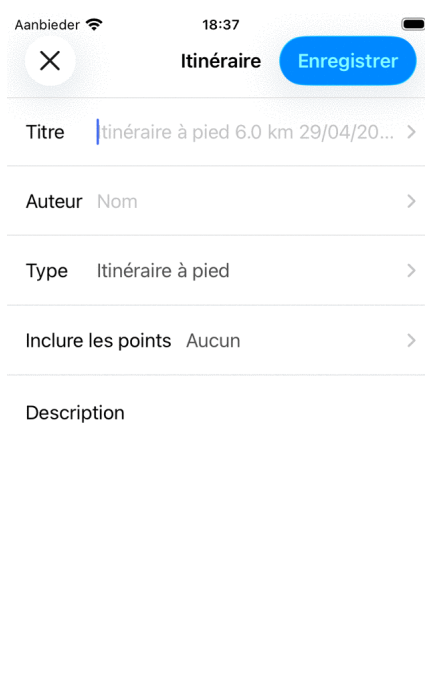 Aanbieder 18:37
Itinéraire Enregistrer
Titre Itinéraire à pied 6.0 km 29/04/20...
Auteur Nom
Type Itinéraire à pied
Inclure les points Aucun
Description